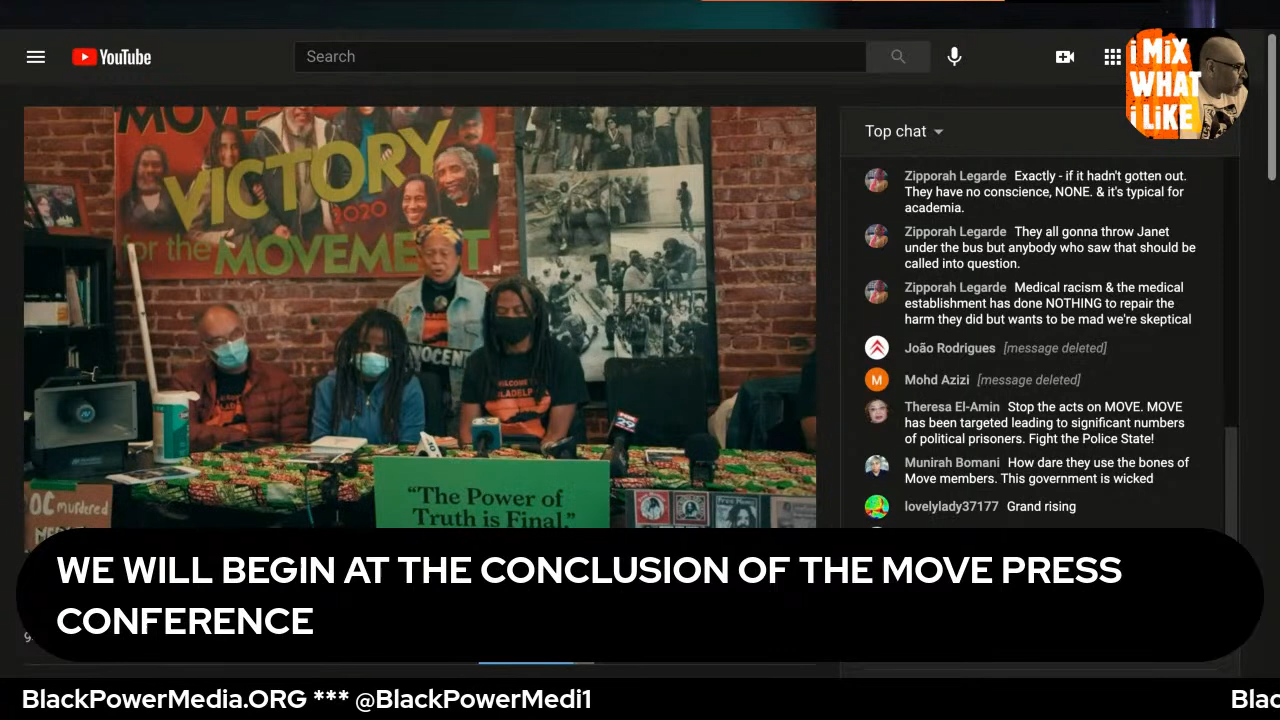 YouTube
Search
i MiX
WHAT
i LiKE
MOVE
VICTORY
2020
for the MOVEMENT
NOCENT
WELCOME
"The Power of
Truth is Final."
OC murdered
Top chat
Zipporah Legarde Exactly - if it hadn't gotten out.
They have no conscience, NONE. & it's typical for
academia.
Zipporah Legarde They all gonna throw Janet
under the bus but anybody who saw that should be
called into question.
Zipporah Legarde Medical racism & the medical
establishment has done NOTHING to repair the
harm they did but wants to be mad we're skeptical
João Rodrigues [message deleted]
M
Mohd Azizi [message deleted]
Theresa El-Amin Stop the acts on MOVE. MOVE
has been targeted leading to significant numbers
of political prisoners. Fight the Police State!
Munirah Bomani How dare they use the bones of
Move members. This government is wicked
lovelylady37177 Grand rising
WE WILL BEGIN AT THE CONCLUSION OF THE MOVE PRESS
CONFERENCE
BlackPowerMedia.ORG *** @BlackPowerMedi1
Blac